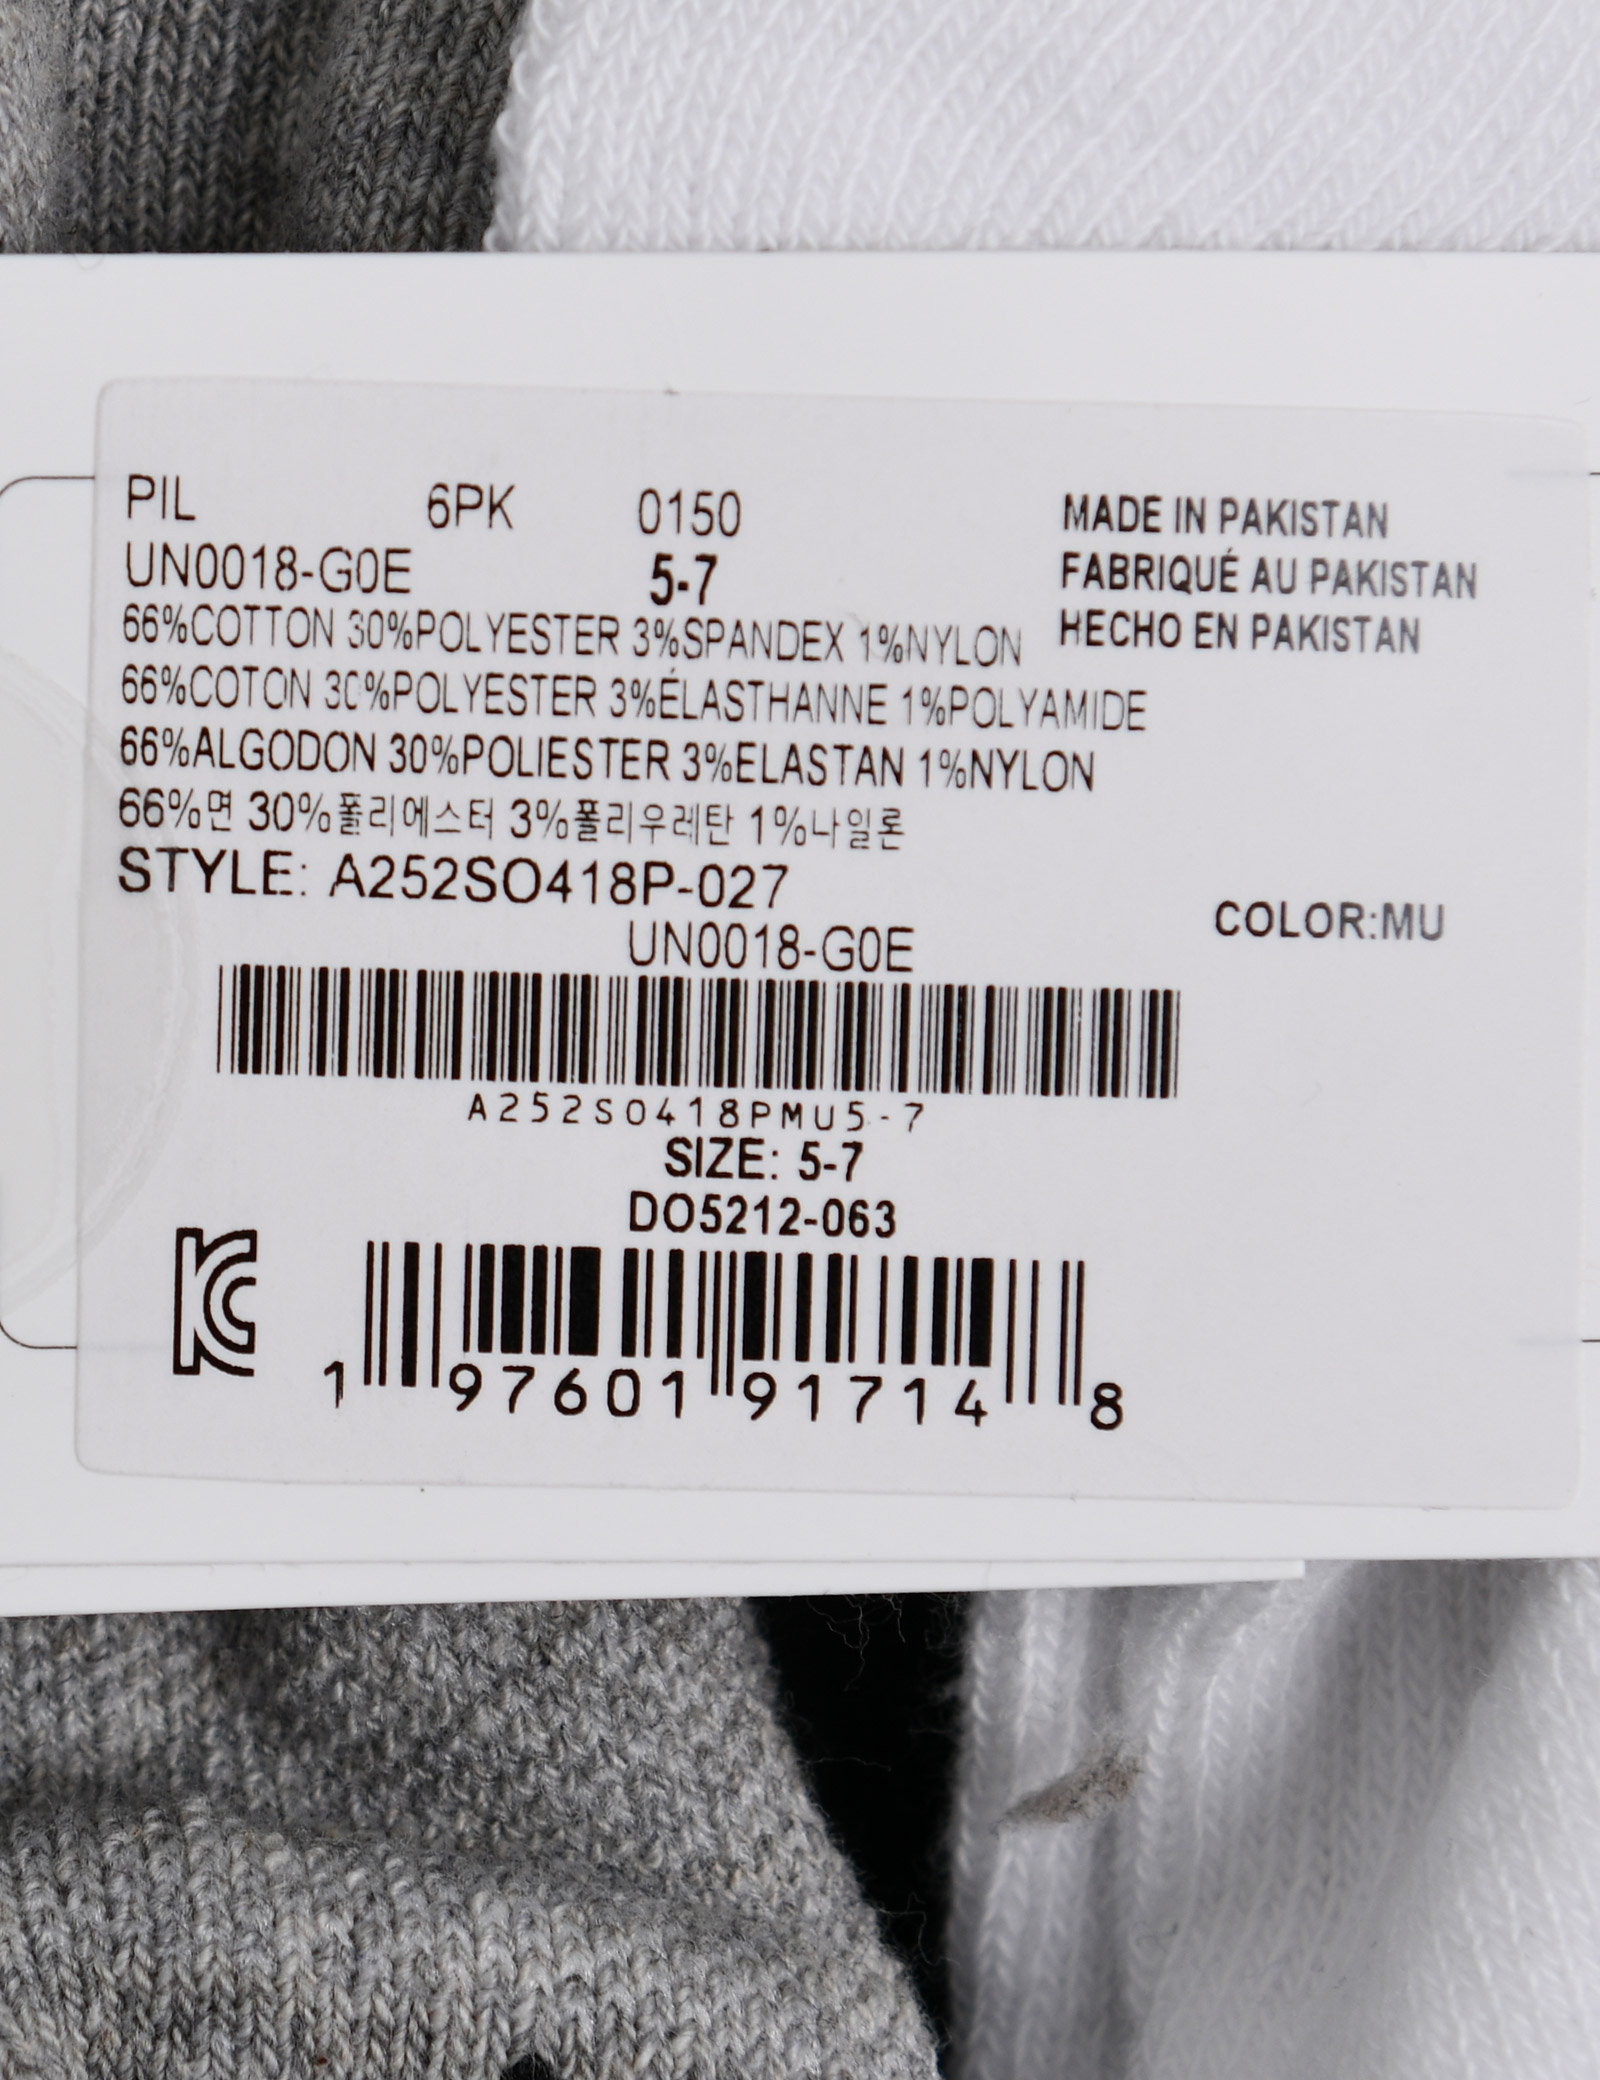 PIL 6PK 0150
UN0018-G0E 5-7
MADE IN PAKISTAN
FABRIQUÉ AU PAKISTAN
HECHO EN PAKISTAN
66%COTTON 30%POLYESTER 3%SPANDEX 1%NYLON
66%COTON 30%POLYESTER 3%ÉLASTHANNE 1%POLYAMIDE
66%ALGODON 30%POLIESTER 3%ELASTAN 1%NYLON
66%면 30%폴리에스터 3%폴리우레탄 1%나일론
STYLE: A252SO418P-027
COLOR:MU
UN0018-G0E
A252SO418PMU5-7
SIZE: 5-7
DO5212-063
KC
1 97601 91714 8